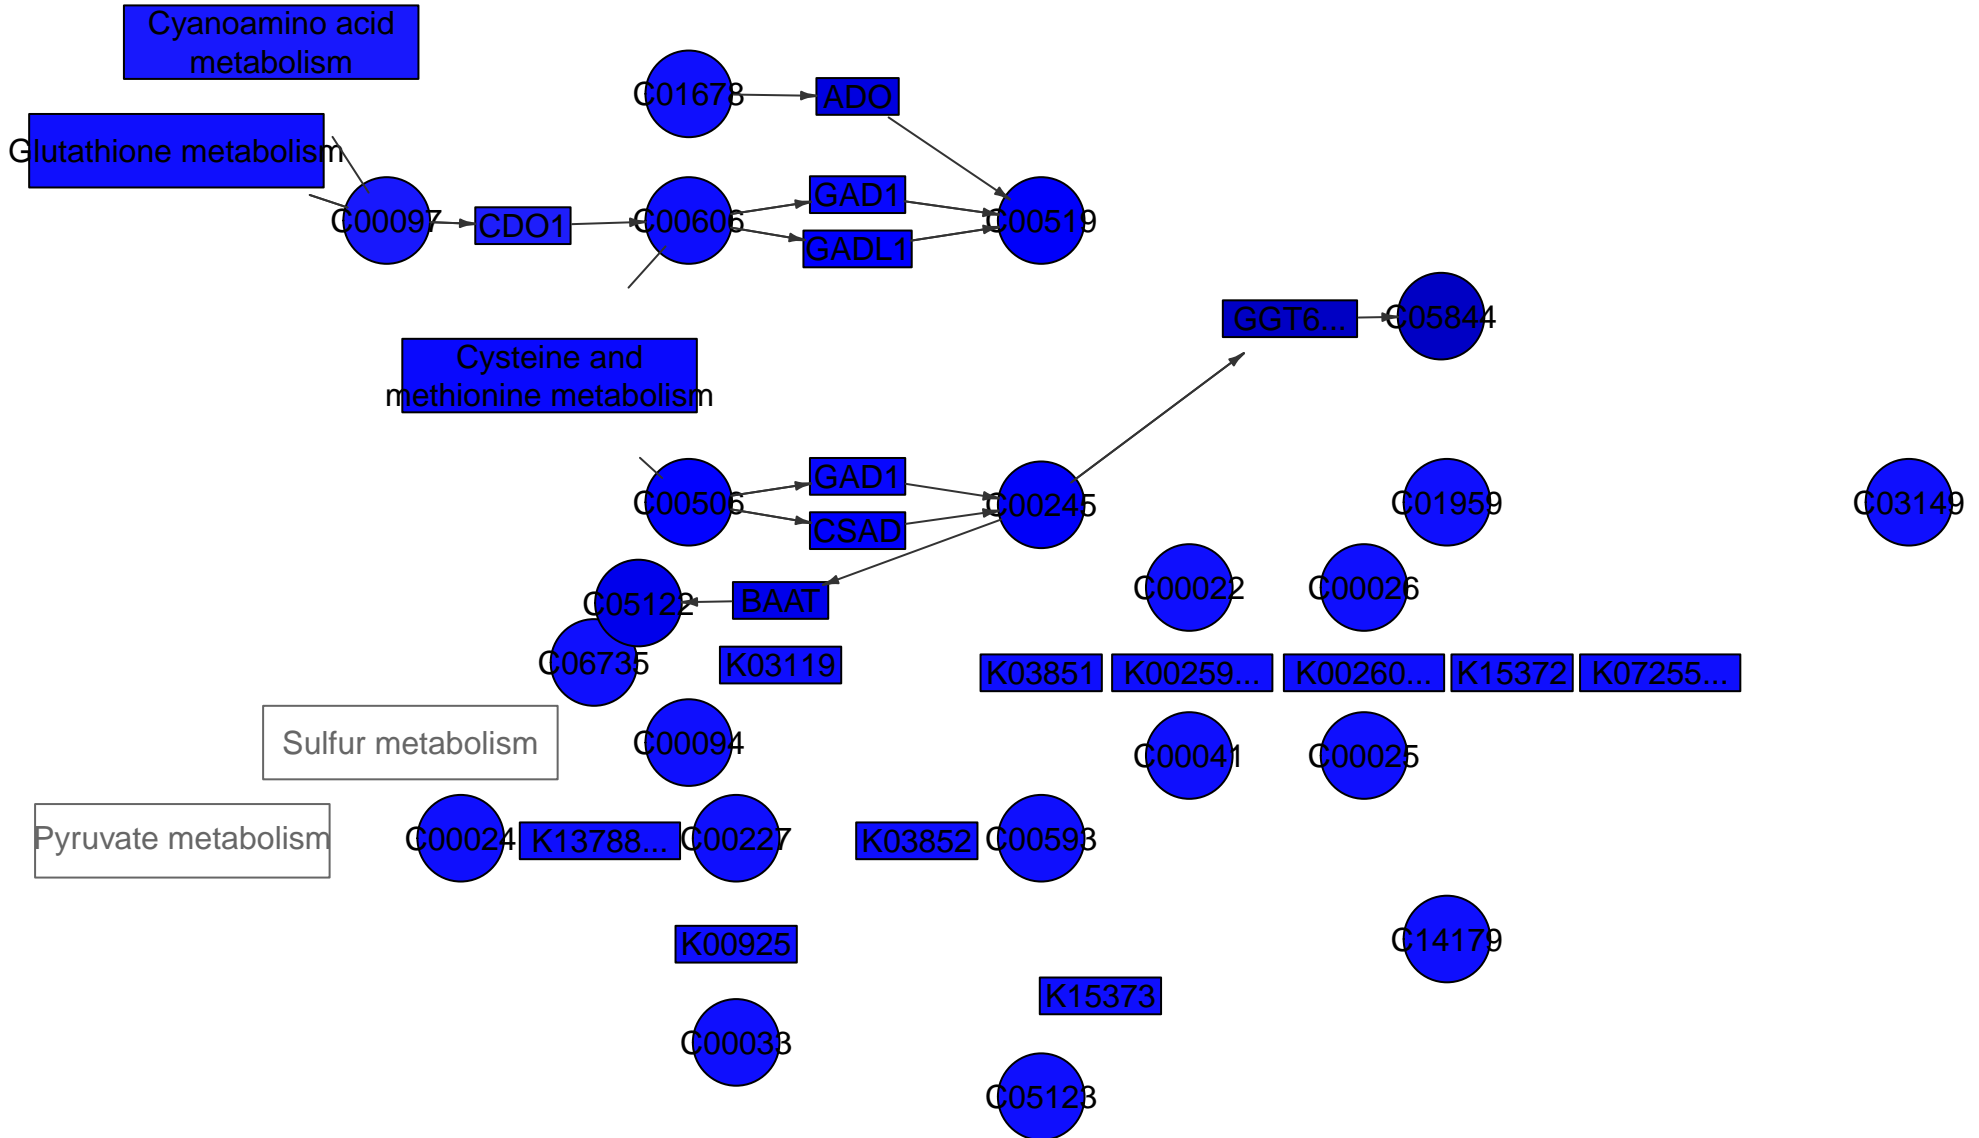 Cyanoamino acid
metabolism
C01678
ADO
Glutathione metabolism
C00097
CDO1
C00606
GAD1
GADL1
C00519
GGT6...
C05844
Cysteine and
methionine metabolism
C00506
GAD1
CSAD
C00245
C01959
C03149
C05122
BAAT
C00022
C00026
C06735
K03119
K03851
K00259...
K00260...
K15372
K07255...
Sulfur metabolism
C00094
C00041
C00025
Pyruvate metabolism
C00024
K13788...
C00227
K03852
C00593
K00925
C14179
K15373
C00033
C05123